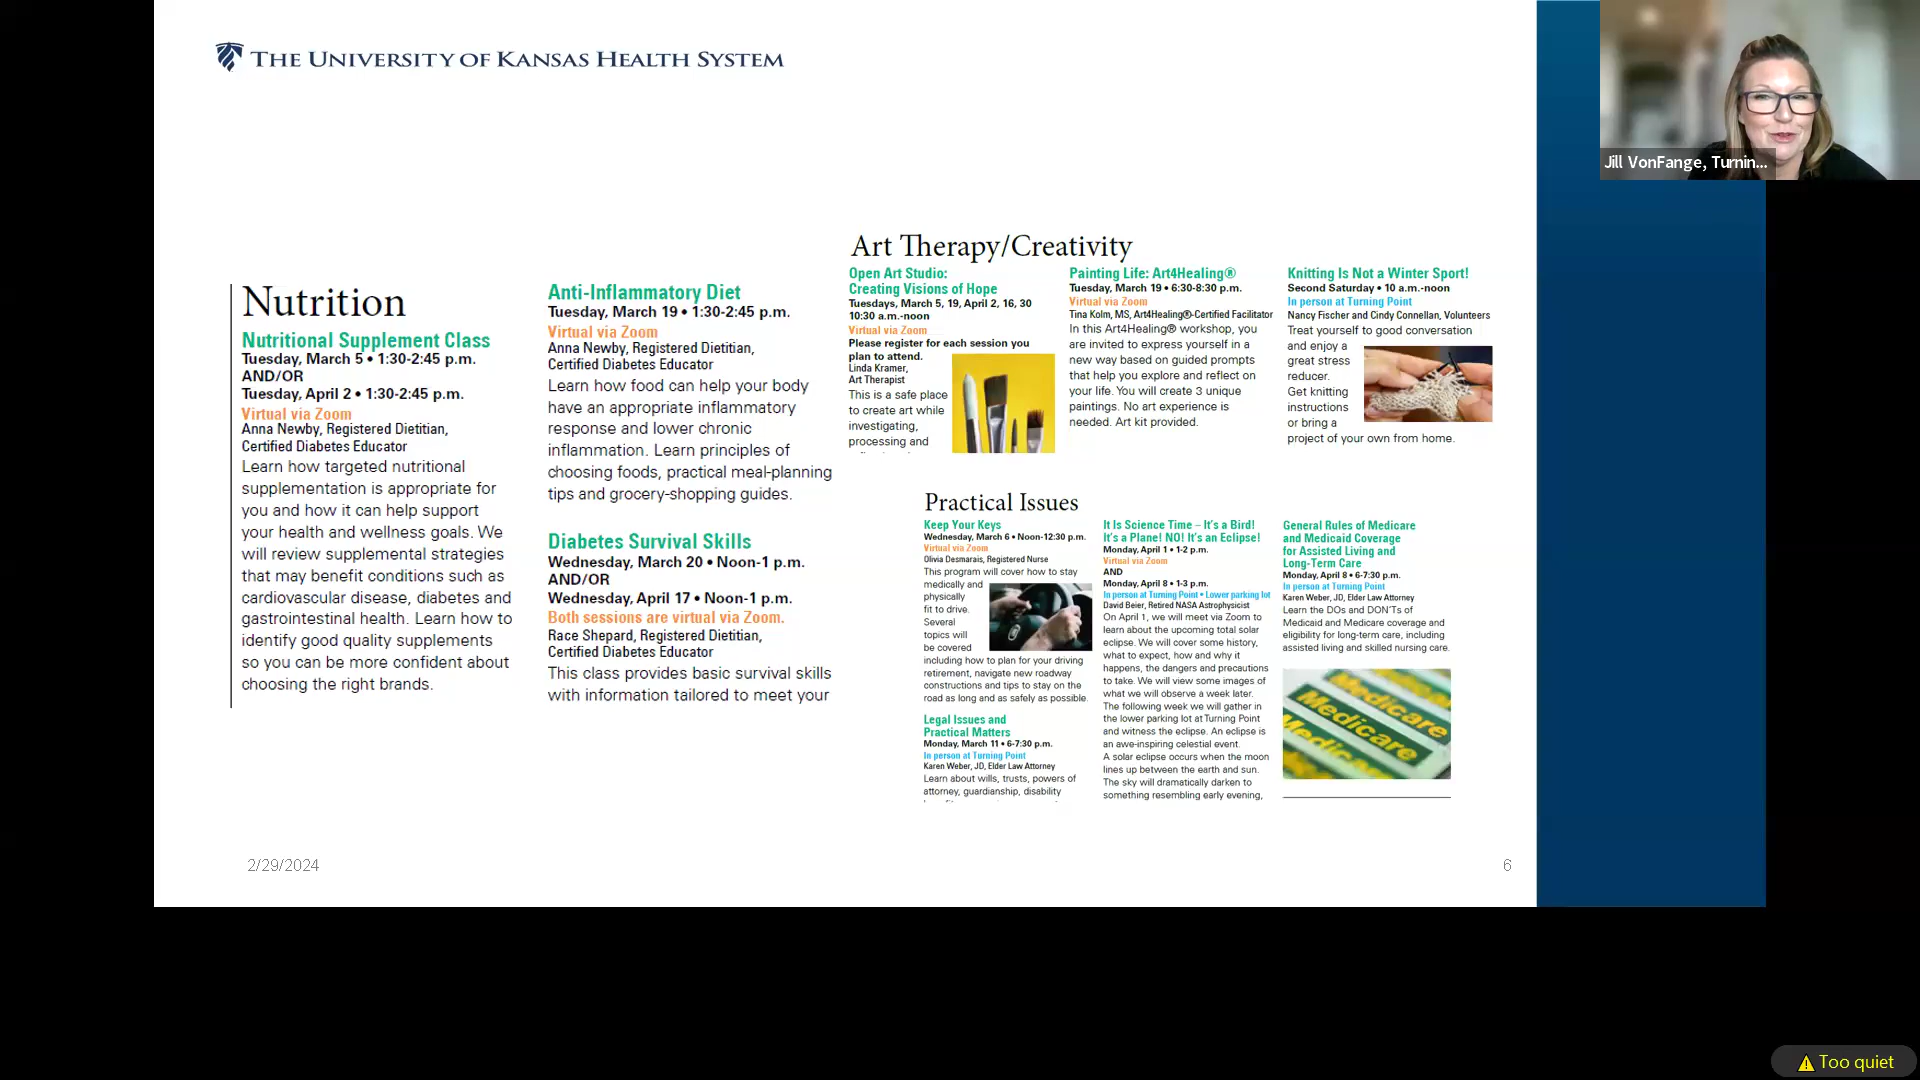 THE UNIVERSITY OF KANSAS HEALTH SYSTEM
Jill VonFange, Turnin...
Nutrition
Nutritional Supplement Class
Tuesday, March 5 • 1:30-2:45 p.m.
AND/OR
Tuesday, April 2 • 1:30-2:45 p.m.
Virtual via Zoom
Anna Newby, Registered Dietitian,
Certified Diabetes Educator
Learn how targeted nutritional
supplementation is appropriate for
you and how it can help support
your health and wellness goals. We
will review supplemental strategies
that may benefit conditions such as
cardiovascular disease, diabetes and
gastrointestinal health. Learn how to
identify good quality supplements
so you can be more confident about
choosing the right brands.
Anti-Inflammatory Diet
Tuesday, March 19 • 1:30-2:45 p.m.
Virtual via Zoom
Anna Newby, Registered Dietitian,
Certified Diabetes Educator
Learn how food can help your body
have an appropriate inflammatory
response and lower chronic
inflammation. Learn principles of
choosing foods, practical meal-planning
tips and grocery-shopping guides.
Diabetes Survival Skills
Wednesday, March 20 • Noon-1 p.m.
AND/OR
Wednesday, April 17 • Noon-1 p.m.
Both sessions are virtual via Zoom.
Race Shepard, Registered Dietitian,
Certified Diabetes Educator
This class provides basic survival skills
with information tailored to meet your
Art Therapy/Creativity
Open Art Studio:
Creating Visions of Hope
Tuesdays, March 5, 19, April 2, 16, 30
10:30 a.m.-noon
Virtual via Zoom
Please register for each session you
plan to attend.
Linda Kramer,
Art Therapist
This is a safe place
to create art while
investigating,
processing and
Painting Life: Art4Healing®
Tuesday, March 19 • 6:30-8:30 p.m.
Virtual via Zoom
Tina Kolm, MS, Art4Healing®-Certified Facilitator
In this Art4Healing® workshop, you
are invited to express yourself in a
new way based on guided prompts
that help you explore and reflect on
your life. You will create 3 unique
paintings. No art experience is
needed. Art kit provided.
Knitting Is Not a Winter Sport!
Second Saturday • 10 a.m.-noon
In person at Turning Point
Nancy Fischer and Cindy Connellan, Volunteers
Treat yourself to good conversation
and enjoy a
great stress
reducer.
Get knitting
instructions
or bring a
project of your own from home.
Practical Issues
Keep Your Keys
Wednesday, March 6 • Noon-12:30 p.m.
Virtual via Zoom
Olivia Desmarais, Registered Nurse
This program will cover how to stay
medically and
physically
fit to drive.
Several
topics will
be covered
including how to plan for your driving
retirement, navigate new roadway
constructions and tips to stay on the
road as long and as safely as possible.
Legal Issues and
Practical Matters
Monday, March 11 • 6-7:30 p.m.
In person at Turning Point
Karen Weber, JD, Elder Law Attorney
Learn about wills, trusts, powers of
attorney, guardianship, disability
It Is Science Time – It's a Bird!
It's a Plane! NO! It's an Eclipse!
Monday, April 1 • 1-2 p.m.
Virtual via Zoom
AND
Monday, April 8 • 1-3 p.m.
In person at Turning Point • Lower parking lot
David Beier, Retired NASA Astrophysicist
On April 1, we will meet via Zoom to
learn about the upcoming total solar
eclipse. We will cover some history,
what to expect, how and why it
happens, the dangers and precautions
to take. We will view some images of
what we will observe a week later.
The following week we will gather in
the lower parking lot at Turning Point
and witness the eclipse. An eclipse is
an awe-inspiring celestial event.
A solar eclipse occurs when the moon
lines up between the earth and sun.
The sky will dramatically darken to
something resembling early evening,
General Rules of Medicare
and Medicaid Coverage
for Assisted Living and
Long-Term Care
Monday, April 8 • 6-7:30 p.m.
In person at Turning Point
Karen Weber, JD, Elder Law Attorney
Learn the DOs and DON'Ts of
Medicaid and Medicare coverage and
eligibility for long-term care, including
assisted living and skilled nursing care.
Medicare
Medicare
2/29/2024
6
Too quiet